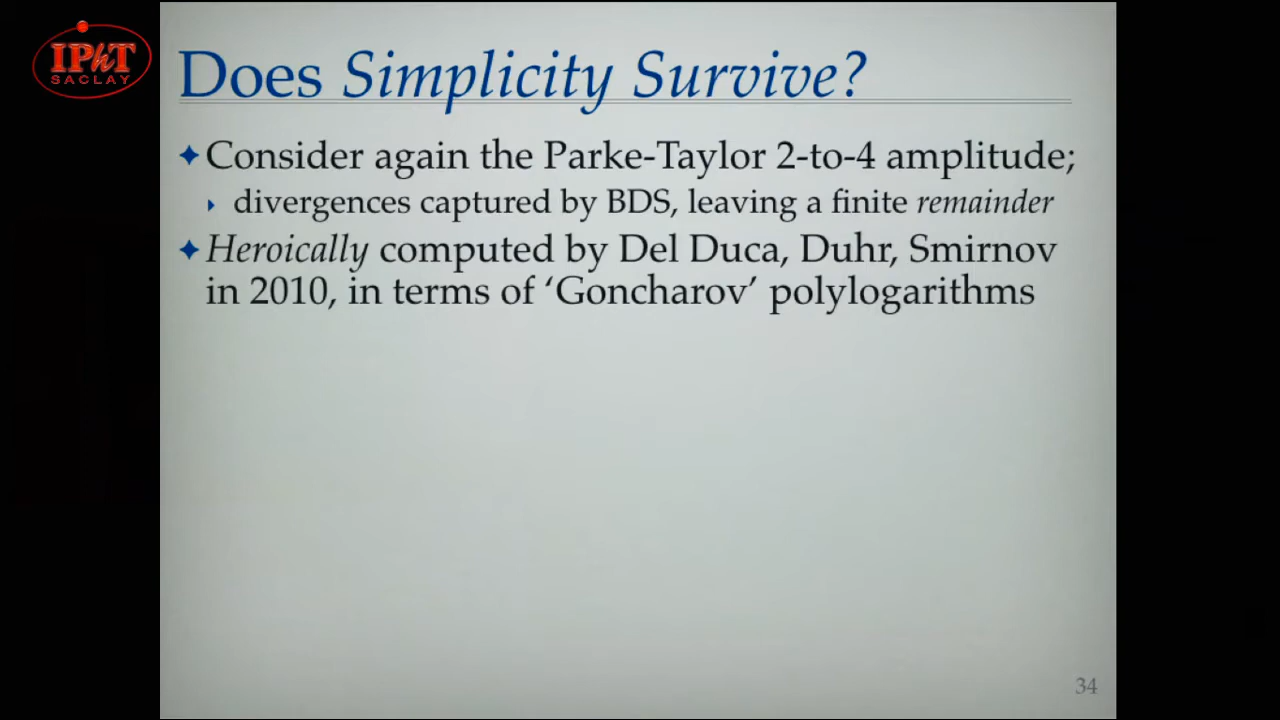 IPhT
SACLAY
Does Simplicity Survive?
Consider again the Parke-Taylor 2-to-4 amplitude;
divergences captured by BDS, leaving a finite remainder
Heroically computed by Del Duca, Duhr, Smirnov
in 2010, in terms of ‘Goncharov’ polylogarithms
34